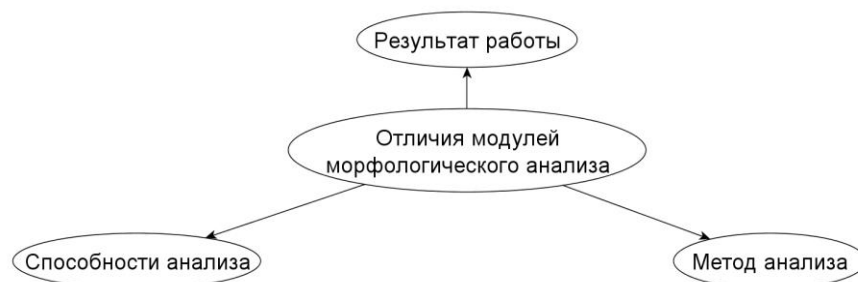 Результат работы
Отличия модулей
морфологического анализа
Способности анализа
Метод анализа